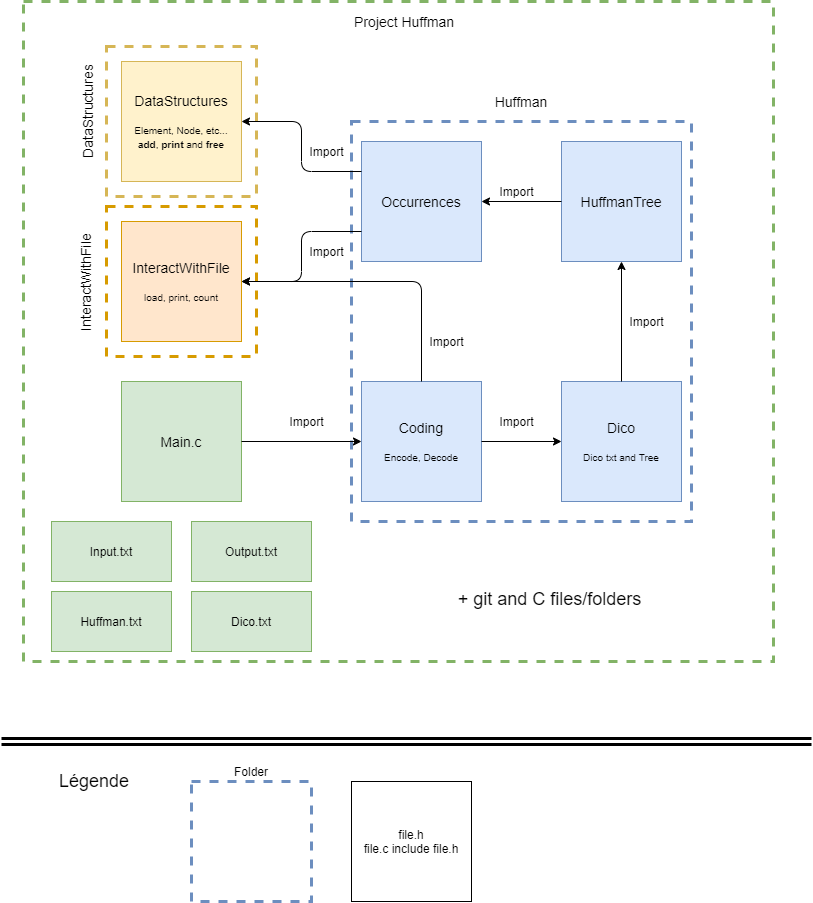 Project Huffman
DataStructures
DataStructures
Element, Node, etc...
add, print and free
Huffman
Import
Occurrences
Import
HuffmanTree
InteractWithFile
InteractWithFile
load, print, count
Import
Import
Import
Main.c
Import
Coding
Encode, Decode
Import
Dico
Dico txt and Tree
Input.txt
Output.txt
Huffman.txt
Dico.txt
+ git and C files/folders
Légende
Folder
file.h
file.c include file.h